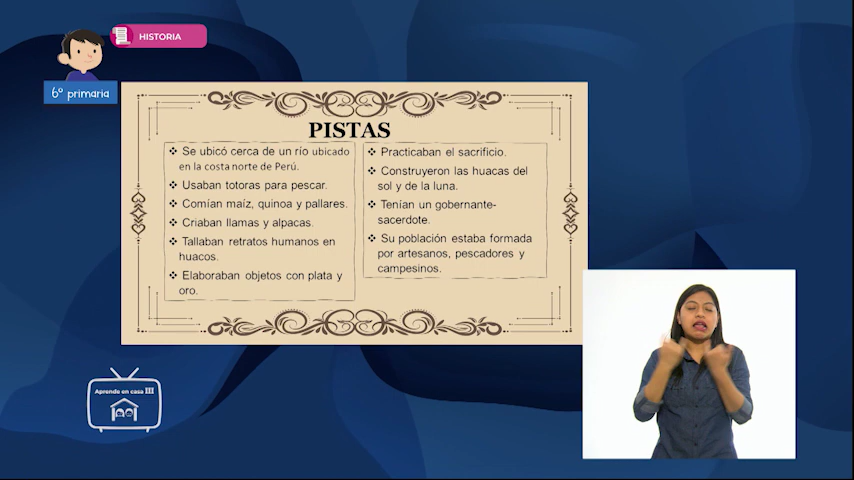 HISTORIA
6º primaria
PISTAS
❖ Se ubicó cerca de un río ubicado
en la costa norte de Perú.
❖ Usaban totoras para pescar.
❖ Comían maíz, quinoa y pallares.
❖ Criaban llamas y alpacas.
❖ Tallaban retratos humanos en
huacos.
❖ Elaboraban objetos con plata y
oro.
❖ Practicaban el sacrificio.
❖ Construyeron las huacas del
sol y de la luna.
❖ Tenían un gobernante-
sacerdote.
❖ Su población estaba formada
por artesanos, pescadores y
campesinos.
Aprende en casa III